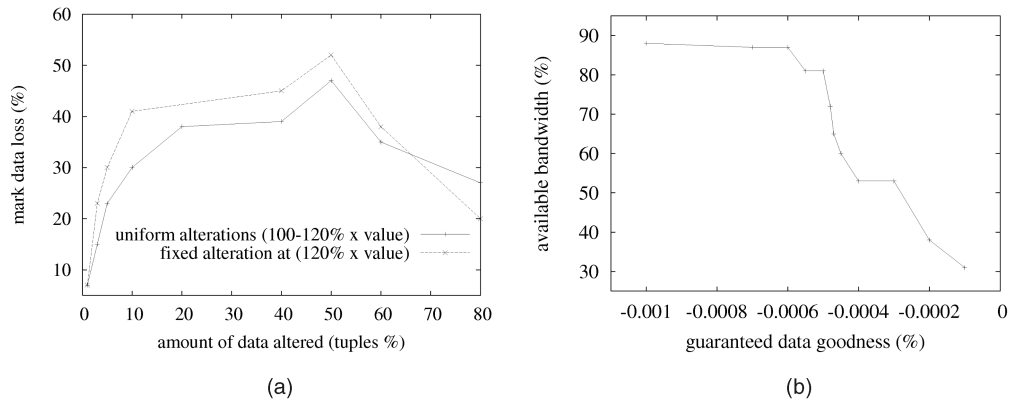 60
50
40
30
20
10
mark data loss (%)
uniform alterations (100-120% x value)
fixed alteration at (120% x value)
0 10 20 30 40 50 60 70 80
amount of data altered (tuples %)
(a)
90
80
70
60
50
40
30
available bandwidth (%)
-0.001 -0.0008 -0.0006 -0.0004 -0.0002 0
guaranteed data goodness (%)
(b)